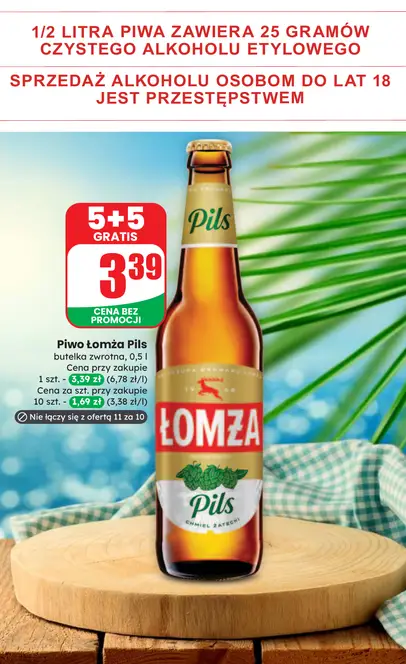 1/2 LITRA PIWA ZAWIERA 25 GRAMÓW
CZYSTEGO ALKOHOLU ETYLOWEGO
SPRZEDAŻ ALKOHOLU OSOBOM DO LAT 18
JEST PRZESTĘPSTWEM
5+5
GRATIS
3 39
CENA BEZ
PROMOCJI
Piwo Łomża Pils
butelka zwrotna, 0,5 l
Cena przy zakupie
1 szt. - 3,39 zł (6,78 zł/l)
Cena za szt. przy zakupie
10 szt. - 1,69 zł (3,38 zł/l)
Nie łączy się z ofertą 11 za 10
Pils
ŁOMŻA
Pils
CHMIEL ŻATECKI